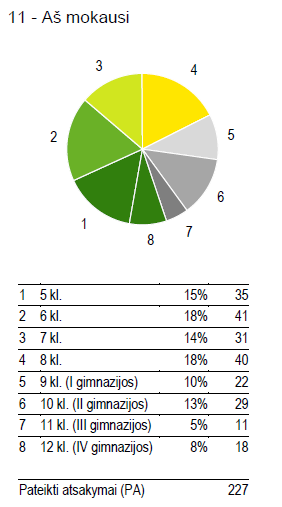 11 - Aš mokausi
3
4
2
5
6
1
7
8
1 5 kl. 15% 35
2 6 kl. 18% 41
3 7 kl. 14% 31
4 8 kl. 18% 40
5 9 kl. (I gimnazijos) 10% 22
6 10 kl. (II gimnazijos) 13% 29
7 11 kl. (III gimnazijos) 5% 11
8 12 kl. (IV gimnazijos) 8% 18
Pateikti atsakymai (PA) 227